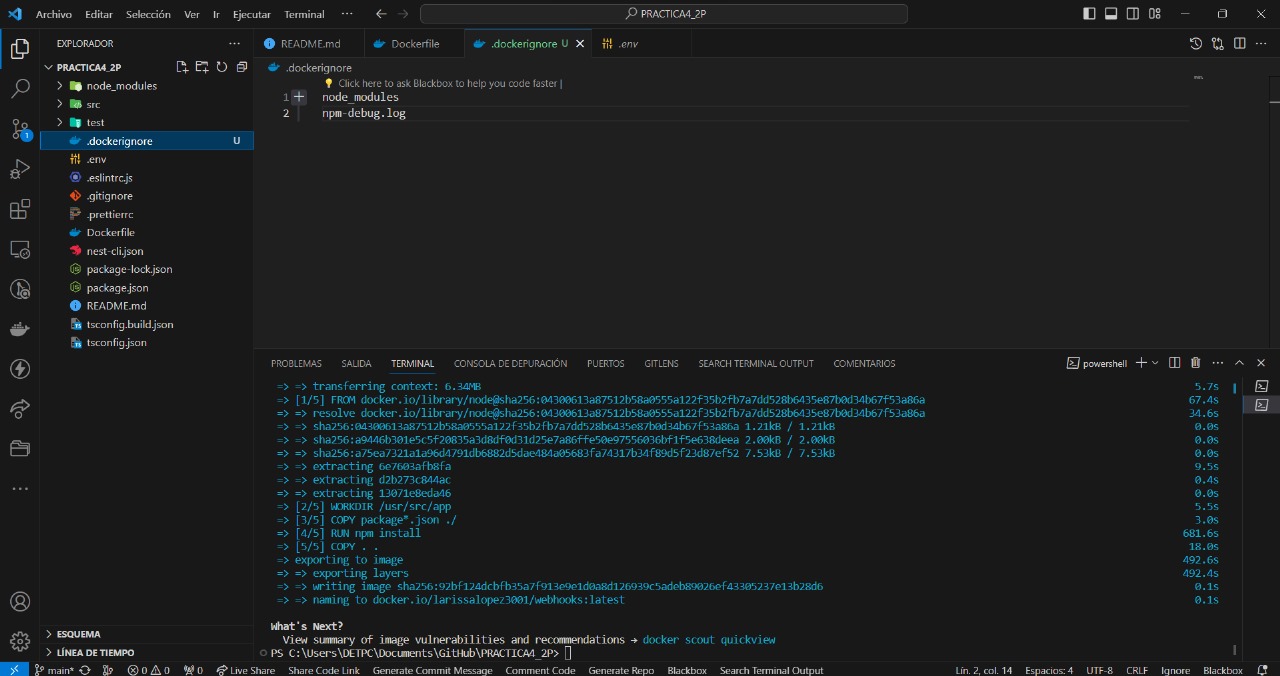 Archivo Editar Selección Ver Ir Ejecutar Terminal ··· PRACTICA4_2P
EXPLORADOR ···
PRACTICA4_2P
node_modules
src
test
.dockerignore U
.env
.eslintrc.js
.gitignore
.prettierrc
Dockerfile
nest-cli.json
package-lock.json
package.json
README.md
tsconfig.build.json
tsconfig.json
ESQUEMA
LÍNEA DE TIEMPO
1
README.md Dockerfile .dockerignore U .env
.dockerignore
Click here to ask Blackbox to help you code faster |
1 node_modules
2 npm-debug.log
PROBLEMAS SALIDA TERMINAL CONSOLA DE DEPURACIÓN PUERTOS GITLENS SEARCH TERMINAL OUTPUT COMENTARIOS powershell
=> => transferring context: 6.34MB 5.7s
=> [1/5] FROM docker.io/library/node@sha256:04300613a87512b58a0555a122f35b2fb7a7dd528b6435e87b0d34b67f53a86a 67.4s
=> => resolve docker.io/library/node@sha256:04300613a87512b58a0555a122f35b2fb7a7dd528b6435e87b0d34b67f53a86a 34.6s
=> => sha256:04300613a87512b58a0555a122f35b2fb7a7dd528b6435e87b0d34b67f53a86a 1.21kB / 1.21kB 0.0s
=> => sha256:a9446b301e5c5f20835a3d8df0d31d25e7a86ffe50e97556036bf1f5e638deea 2.00kB / 2.00kB 0.0s
=> => sha256:a75ea7321a1a96d4791db6882d5dae484a05683fa74317b34f89d5f23d87ef52 7.53kB / 7.53kB 0.0s
=> => extracting 6e7603afb8fa 9.5s
=> => extracting d2b273c844ac 0.4s
=> => extracting 13071e8eda46 0.0s
=> [2/5] WORKDIR /usr/src/app 5.5s
=> [3/5] COPY package*.json ./ 3.0s
=> [4/5] RUN npm install 681.6s
=> [5/5] COPY . . 18.0s
=> exporting to image 492.6s
=> => exporting layers 492.4s
=> => writing image sha256:92bf124dcbfb35a7f913e9e1d0a8d126939c5adeb89026ef43305237e13b28d6 0.1s
=> => naming to docker.io/larissalopez3001/webhooks:latest 0.1s
What's Next?
View summary of image vulnerabilities and recommendations → docker scout quickview
PS C:\Users\DETPC\Documents\GitHub\PRACTICA4_2P>
main* 0 0 0 Live Share Share Code Link Generate Commit Message Comment Code Generate Repo Blackbox Search Terminal Output Lín. 2, col. 14 Espacios: 4 UTF-8 CRLF Ignore Blackbox